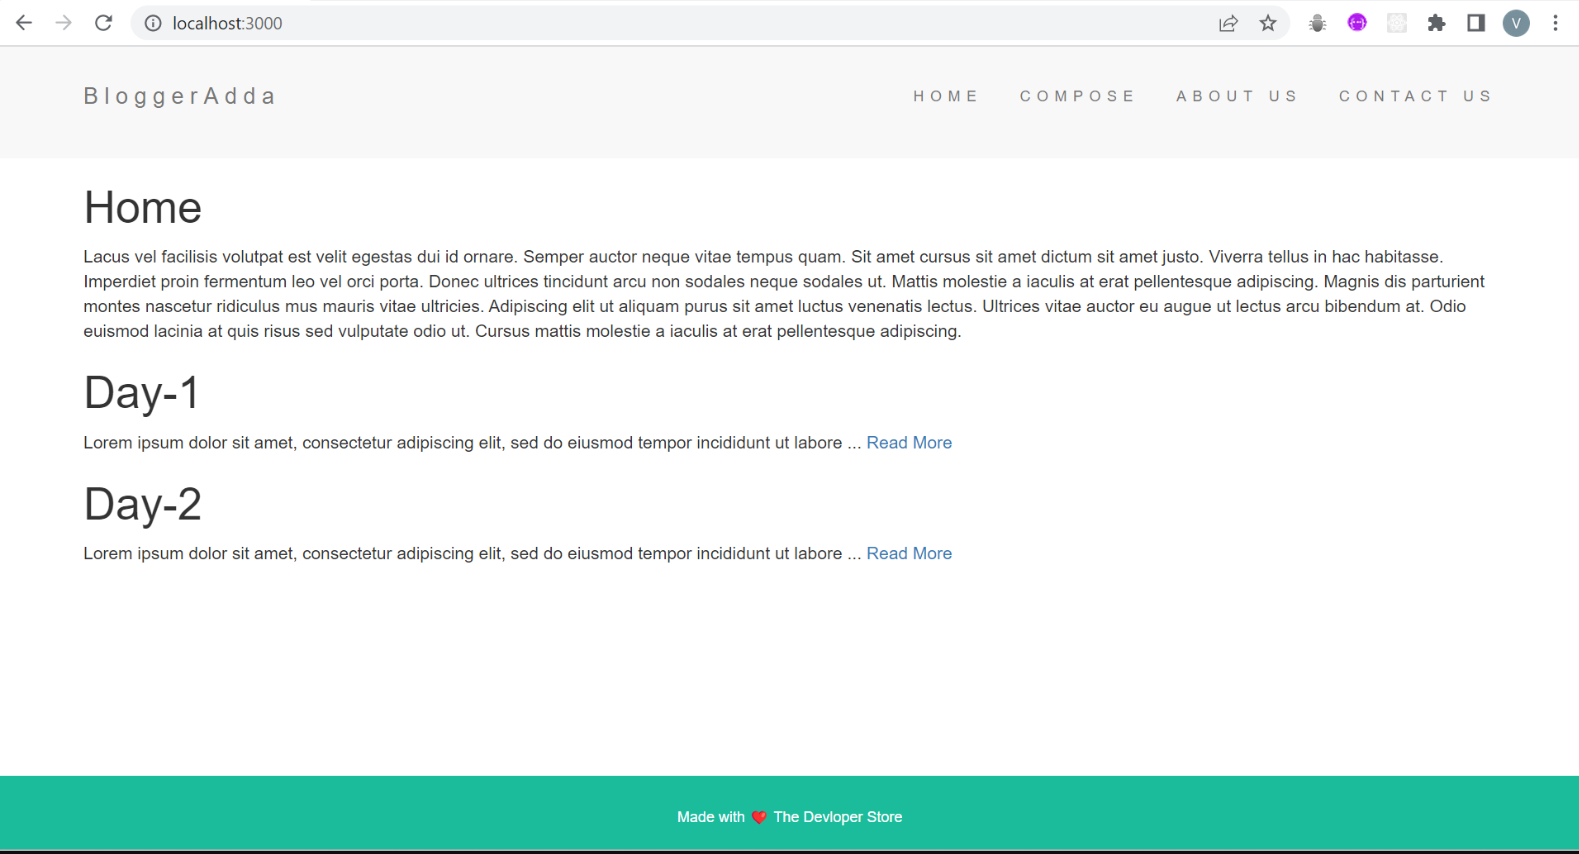 localhost:3000
V
BloggerAdda
HOME COMPOSE ABOUT US CONTACT US
Home
Lacus vel facilisis volutpat est velit egestas dui id ornare. Semper auctor neque vitae tempus quam. Sit amet cursus sit amet dictum sit amet justo. Viverra tellus in hac habitasse.
Imperdiet proin fermentum leo vel orci porta. Donec ultrices tincidunt arcu non sodales neque sodales ut. Mattis molestie a iaculis at erat pellentesque adipiscing. Magnis dis parturient
montes nascetur ridiculus mus mauris vitae ultricies. Adipiscing elit ut aliquam purus sit amet luctus venenatis lectus. Ultrices vitae auctor eu augue ut lectus arcu bibendum at. Odio
euismod lacinia at quis risus sed vulputate odio ut. Cursus mattis molestie a iaculis at erat pellentesque adipiscing.
Day-1
Lorem ipsum dolor sit amet, consectetur adipiscing elit, sed do eiusmod tempor incididunt ut labore ... Read More
Day-2
Lorem ipsum dolor sit amet, consectetur adipiscing elit, sed do eiusmod tempor incididunt ut labore ... Read More
Made with ❤️ The Devloper Store